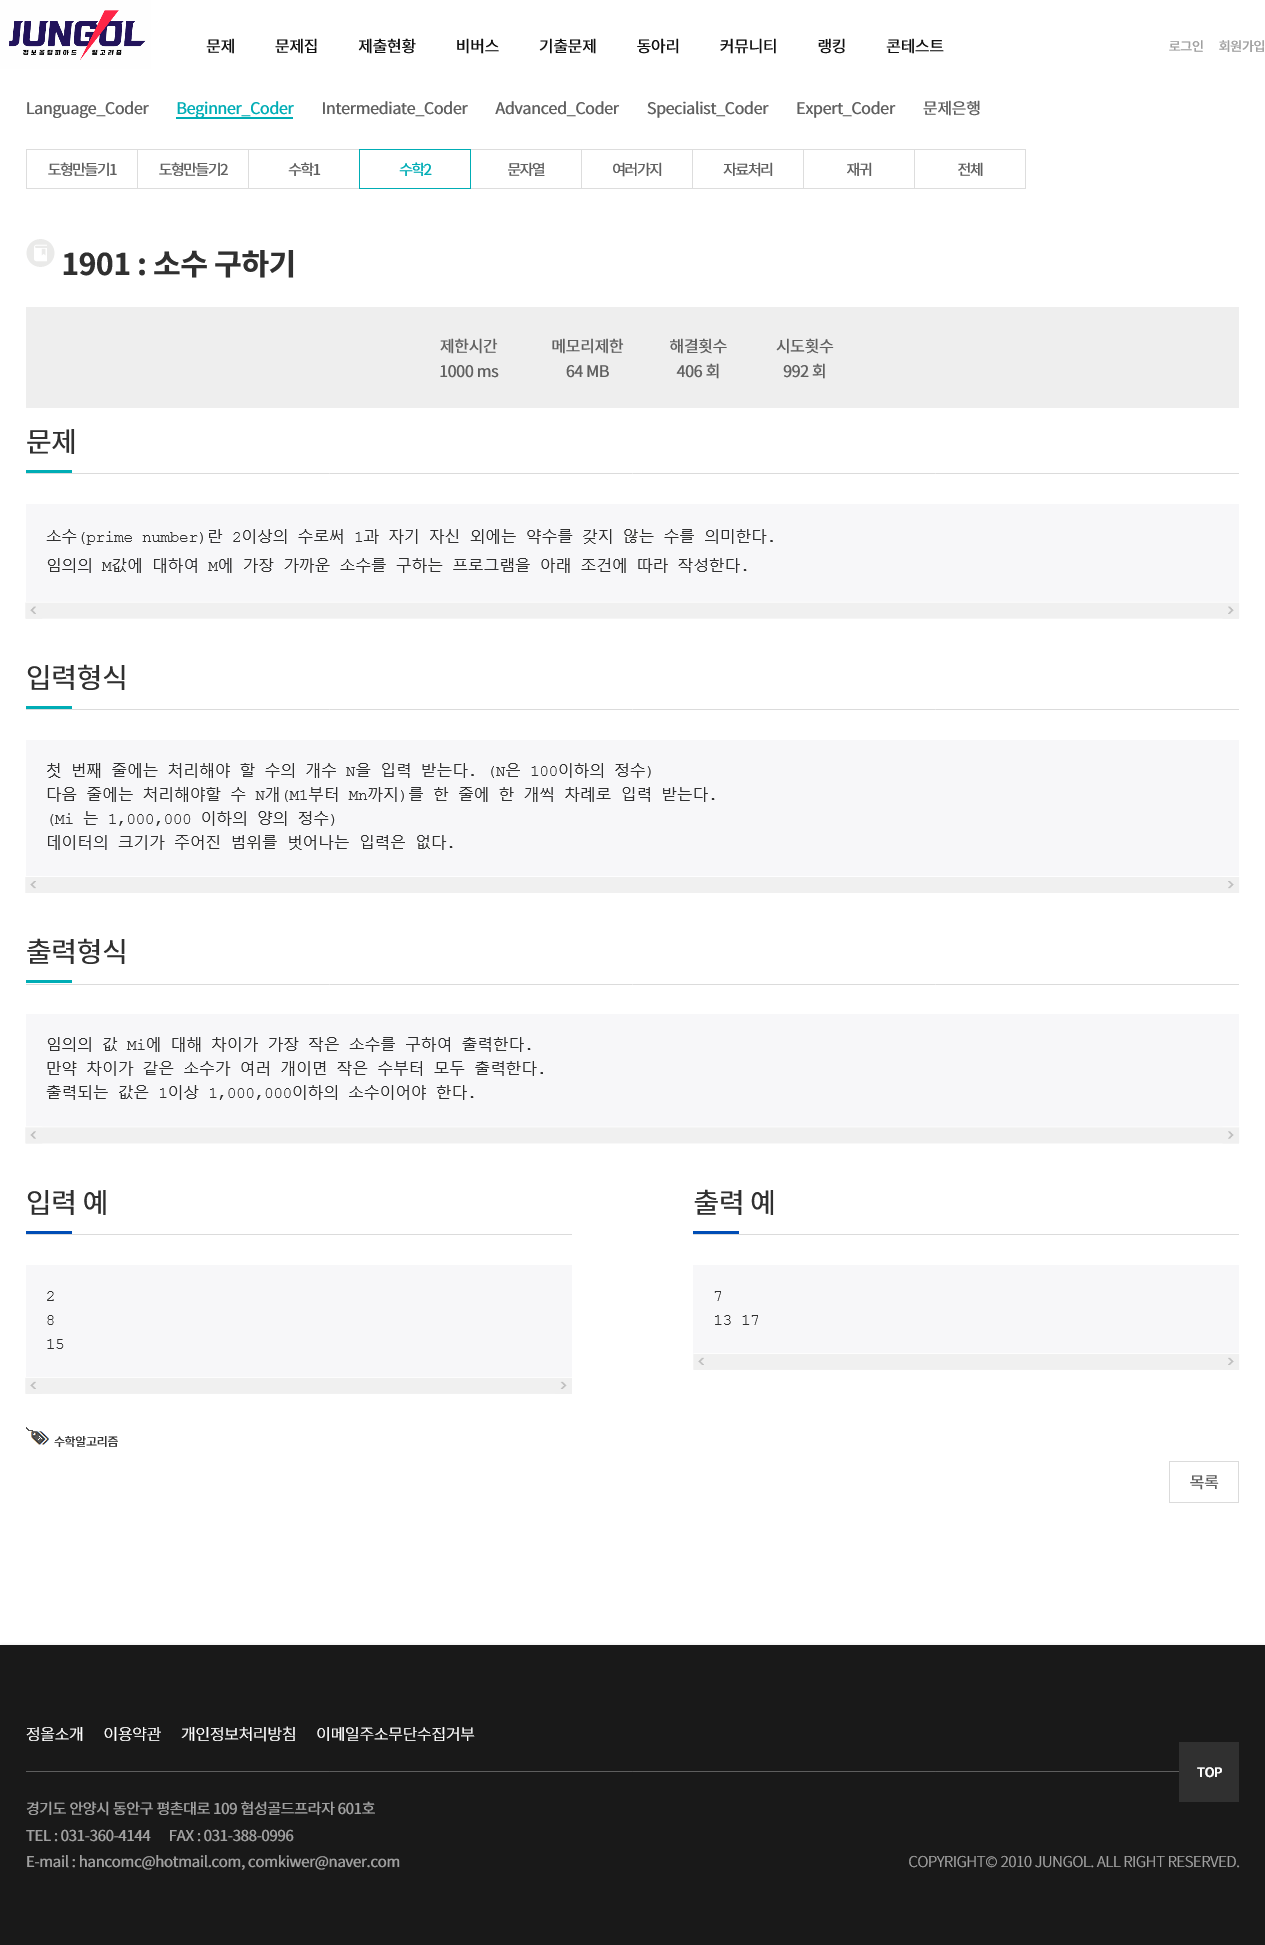 JUNGOL
정보올림피아드 알고리즘
문제 문제집 제출현황 비버스 기출문제 동아리 커뮤니티 랭킹 콘테스트 로그인 회원가입
Language_Coder Beginner_Coder Intermediate_Coder Advanced_Coder Specialist_Coder Expert_Coder 문제은행
도형만들기1 도형만들기2 수학1 수학2 문자열 여러가지 자료처리 재귀 전체
1901 : 소수 구하기
제한시간 메모리제한 해결횟수 시도횟수
1000 ms 64 MB 406 회 992 회
문제
소수(prime number)란 2이상의 수로써 1과 자기 자신 외에는 약수를 갖지 않는 수를 의미한다.
임의의 M값에 대하여 M에 가장 가까운 소수를 구하는 프로그램을 아래 조건에 따라 작성한다.
입력형식
첫 번째 줄에는 처리해야 할 수의 개수 N을 입력 받는다. (N은 100이하의 정수)
다음 줄에는 처리해야할 수 N개(M1부터 Mn까지)를 한 줄에 한 개씩 차례로 입력 받는다.
(Mi 는 1,000,000 이하의 양의 정수)
데이터의 크기가 주어진 범위를 벗어나는 입력은 없다.
출력형식
임의의 값 Mi에 대해 차이가 가장 작은 소수를 구하여 출력한다.
만약 차이가 같은 소수가 여러 개이면 작은 수부터 모두 출력한다.
출력되는 값은 1이상 1,000,000이하의 소수이어야 한다.
입력 예
2
8
15
출력 예
7
13 17
수학알고리즘
목록
정올소개 이용약관 개인정보처리방침 이메일주소무단수집거부
TOP
경기도 안양시 동안구 평촌대로 109 협성골드프라자 601호
TEL : 031-360-4144 FAX : 031-388-0996
E-mail : hancomc@hotmail.com, comkiwer@naver.com
COPYRIGHT© 2010 JUNGOL. ALL RIGHT RESERVED.